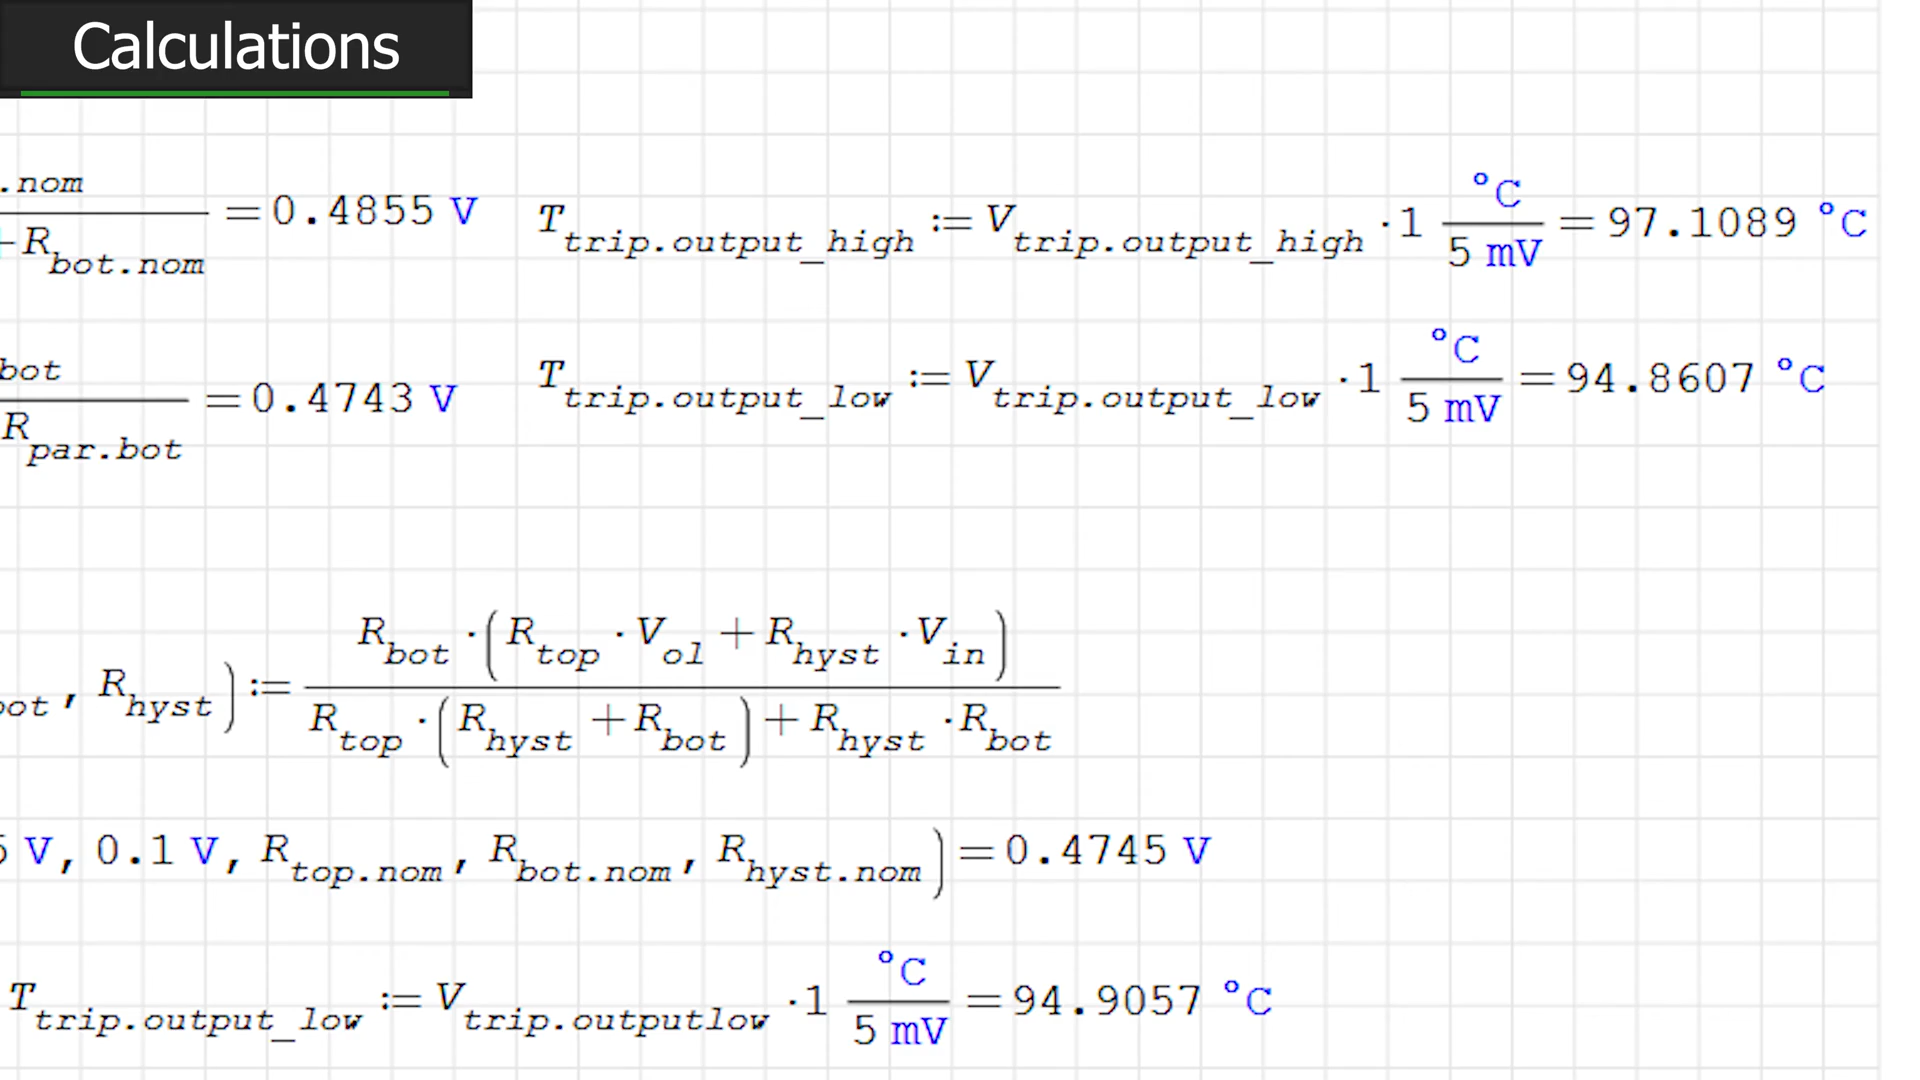 Calculations
.nom
+R bot.nom =0.4855 V T trip.output_high := V trip.output_high ·1 °C / 5 mV =97.1089 °C
bot
R par.bot =0.4743 V T trip.output_low := V trip.output_low ·1 °C / 5 mV =94.8607 °C
R bot ·(R top ·V ol +R hyst ·V in)
bot , R hyst ) :=
R top ·(R hyst +R bot)+R hyst ·R bot
V, 0.1 V, R top.nom , R bot.nom , R hyst.nom )=0.4745 V
T trip.output_low := V trip.outputlow ·1 °C / 5 mV =94.9057 °C